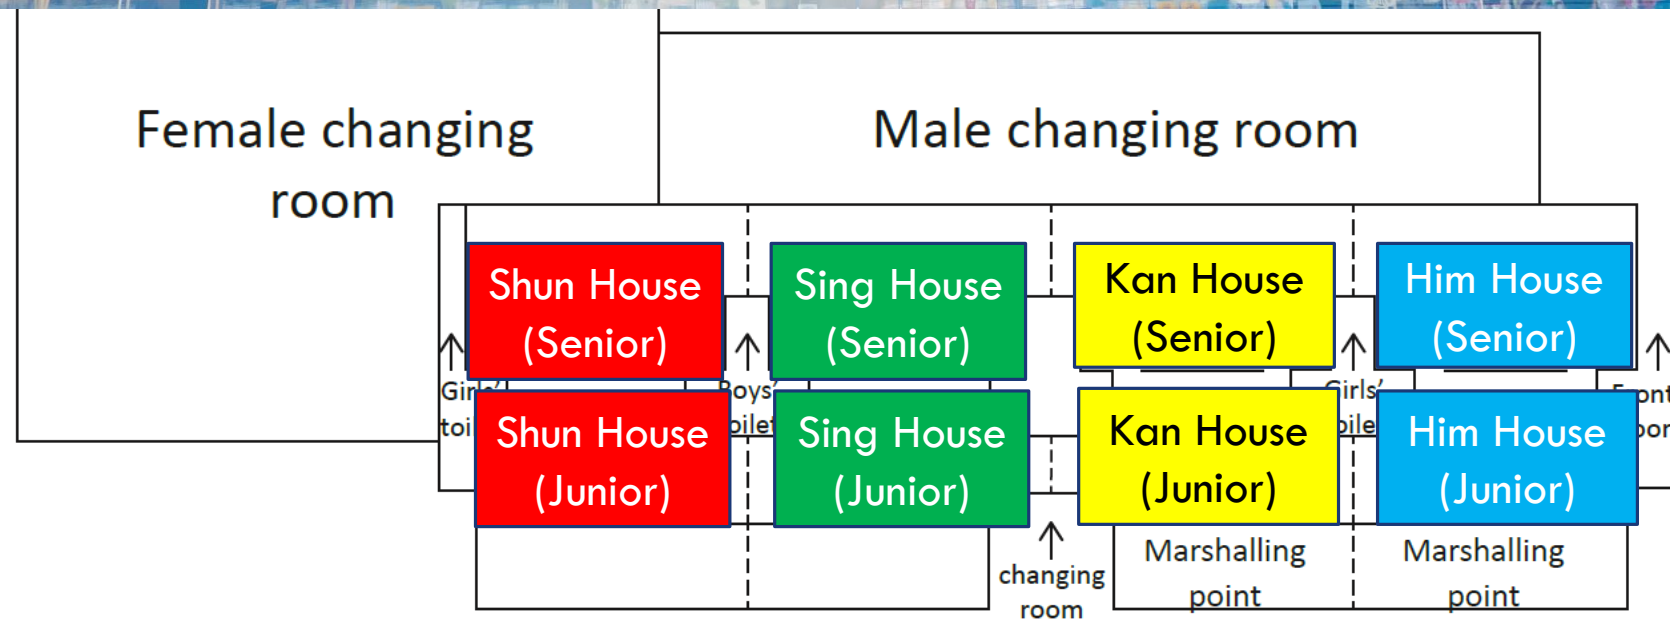 Female changing
room
Male changing room
Shun House
(Senior)
Sing House
(Senior)
Kan House
(Senior)
Him House
(Senior)
Shun House
(Junior)
Sing House
(Junior)
Kan House
(Junior)
Him House
(Junior)
changing
room
Marshalling
point
Marshalling
point